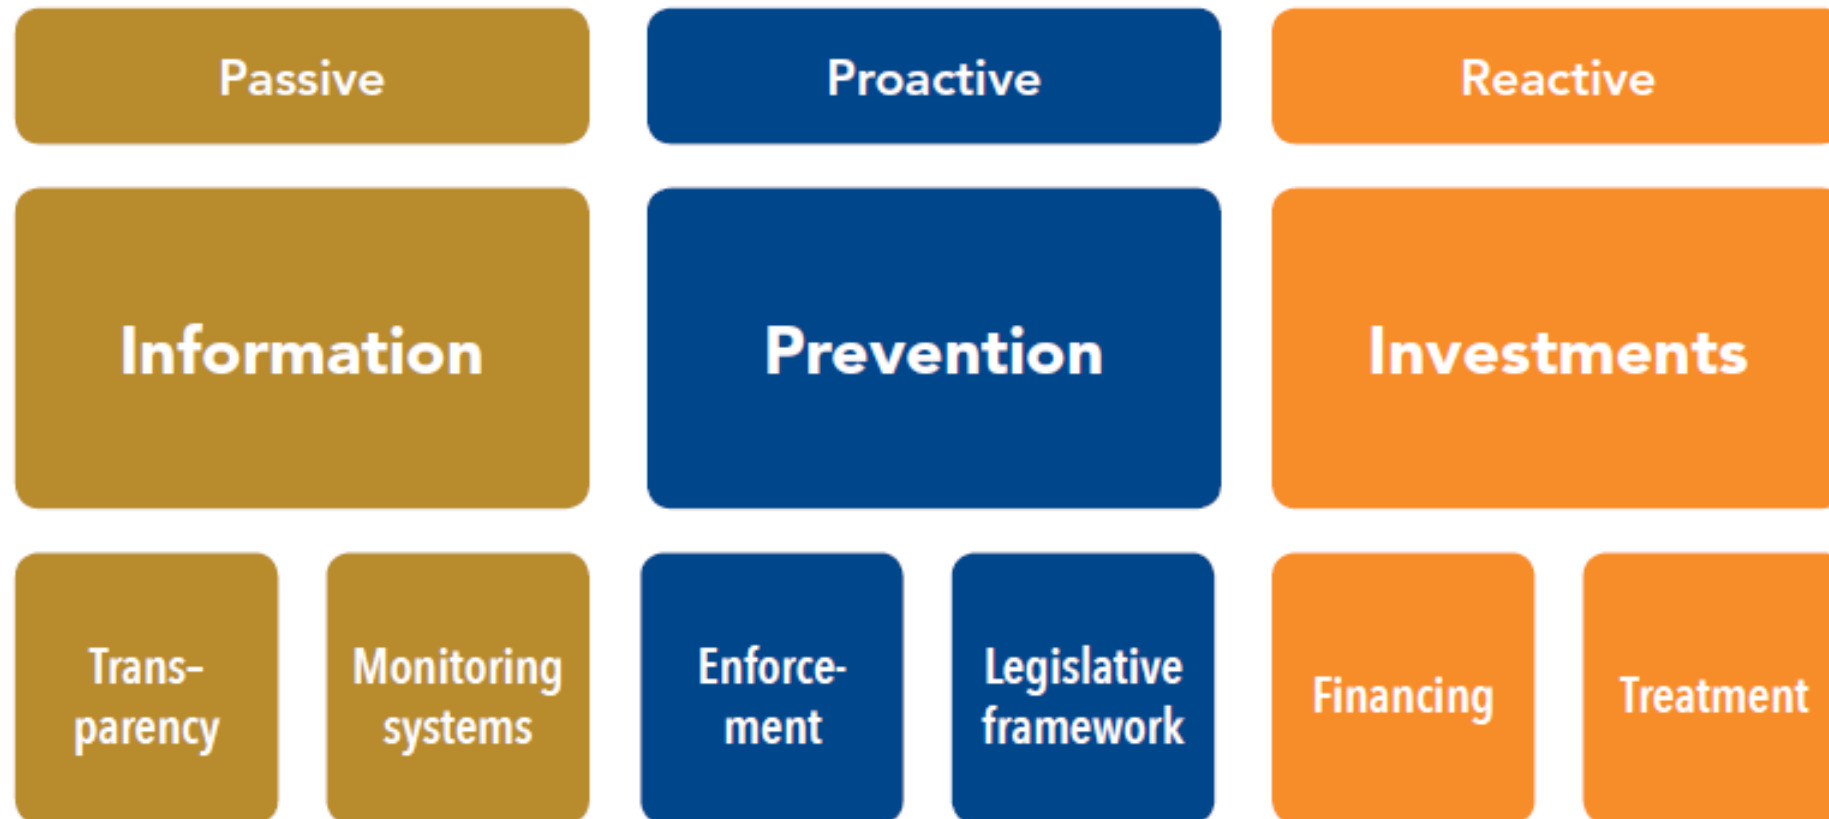 Passive
Proactive
Reactive
Information
Prevention
Investments
Trans-
parency
Monitoring
systems
Enforce-
ment
Legislative
framework
Financing
Treatment